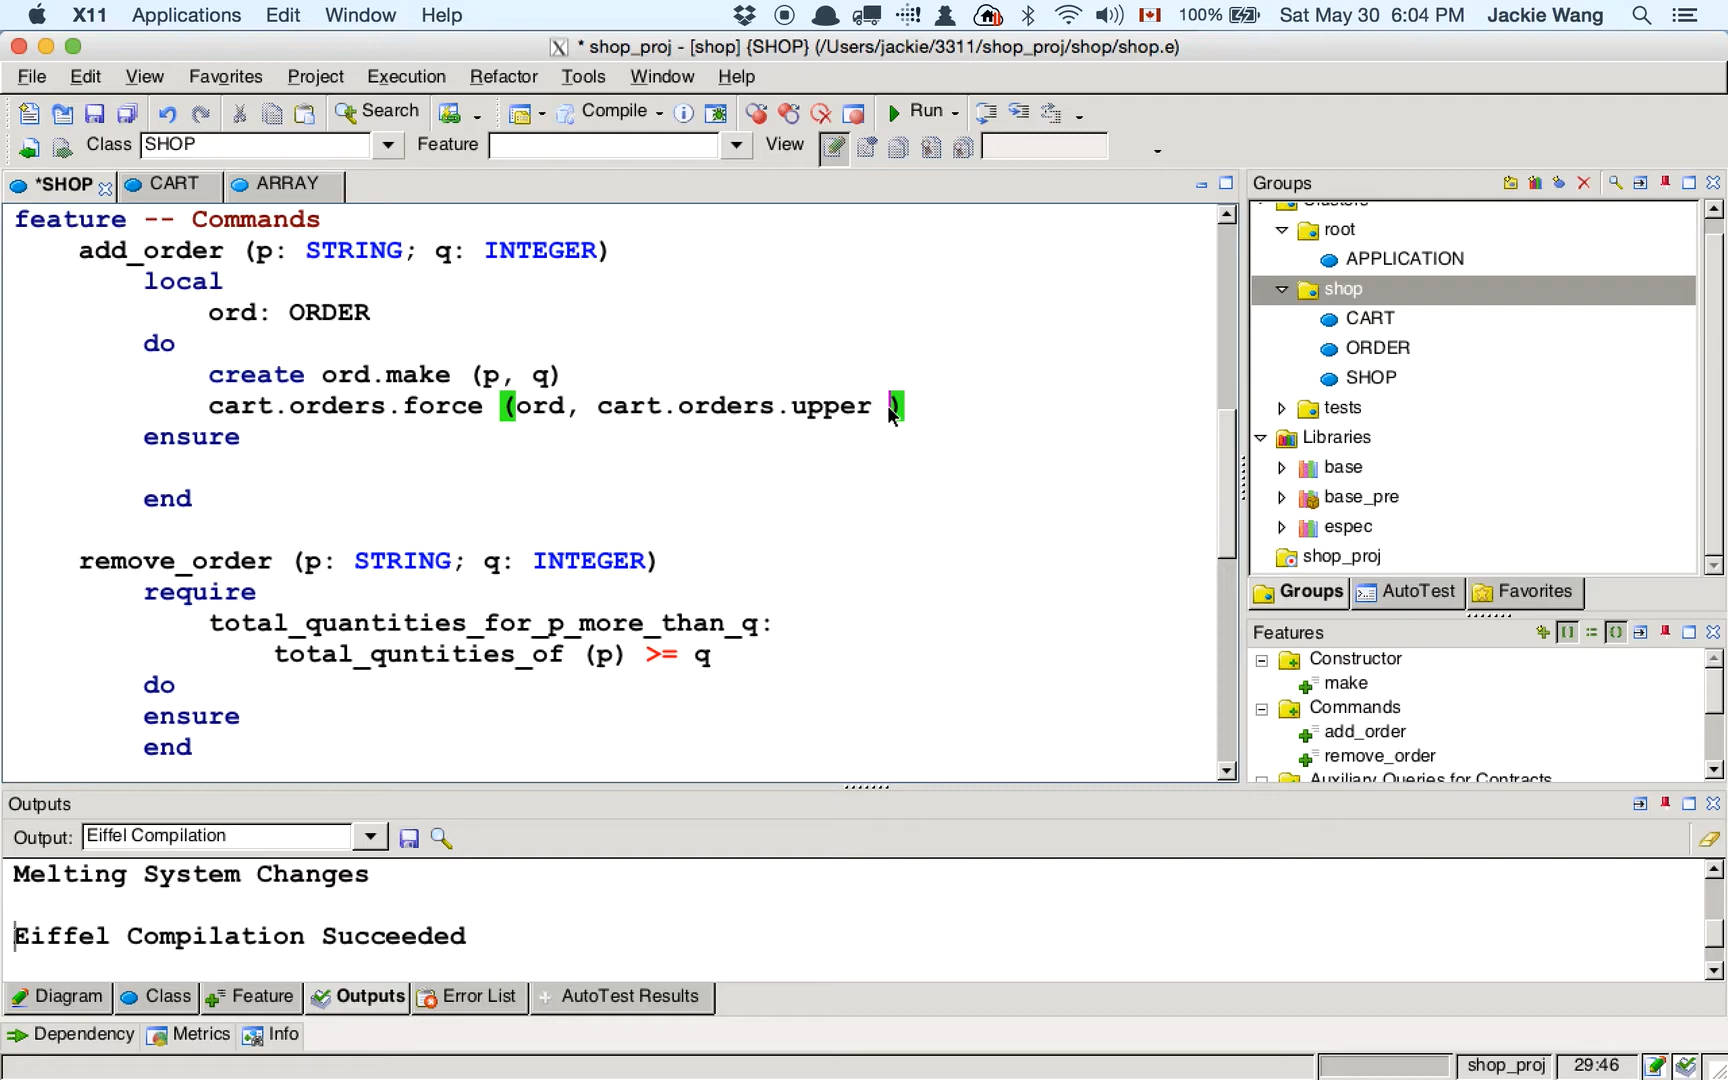 X11 Applications Edit Window Help 100% Sat May 30 6:04 PM Jackie Wang
* shop_proj - [shop] {SHOP} (/Users/jackie/3311/shop_proj/shop/shop.e)
File Edit View Favorites Project Execution Refactor Tools Window Help
Search Compile Run
Class SHOP Feature View
*SHOP CART ARRAY
feature -- Commands
add_order (p: STRING; q: INTEGER)
local
ord: ORDER
do
create ord.make (p, q)
cart.orders.force (ord, cart.orders.upper )
ensure
end
remove_order (p: STRING; q: INTEGER)
require
total_quantities_for_p_more_than_q:
total_quntities_of (p) >= q
do
ensure
end
Groups
Clusters
root
APPLICATION
shop
CART
ORDER
SHOP
tests
Libraries
base
base_pre
espec
shop_proj
Groups AutoTest Favorites
Features
Constructor
make
Commands
add_order
remove_order
Auxiliary Queries for Contracts
Outputs
Output: Eiffel Compilation
Melting System Changes
Eiffel Compilation Succeeded
Diagram Class Feature Outputs Error List AutoTest Results
Dependency Metrics Info
shop_proj 29:46